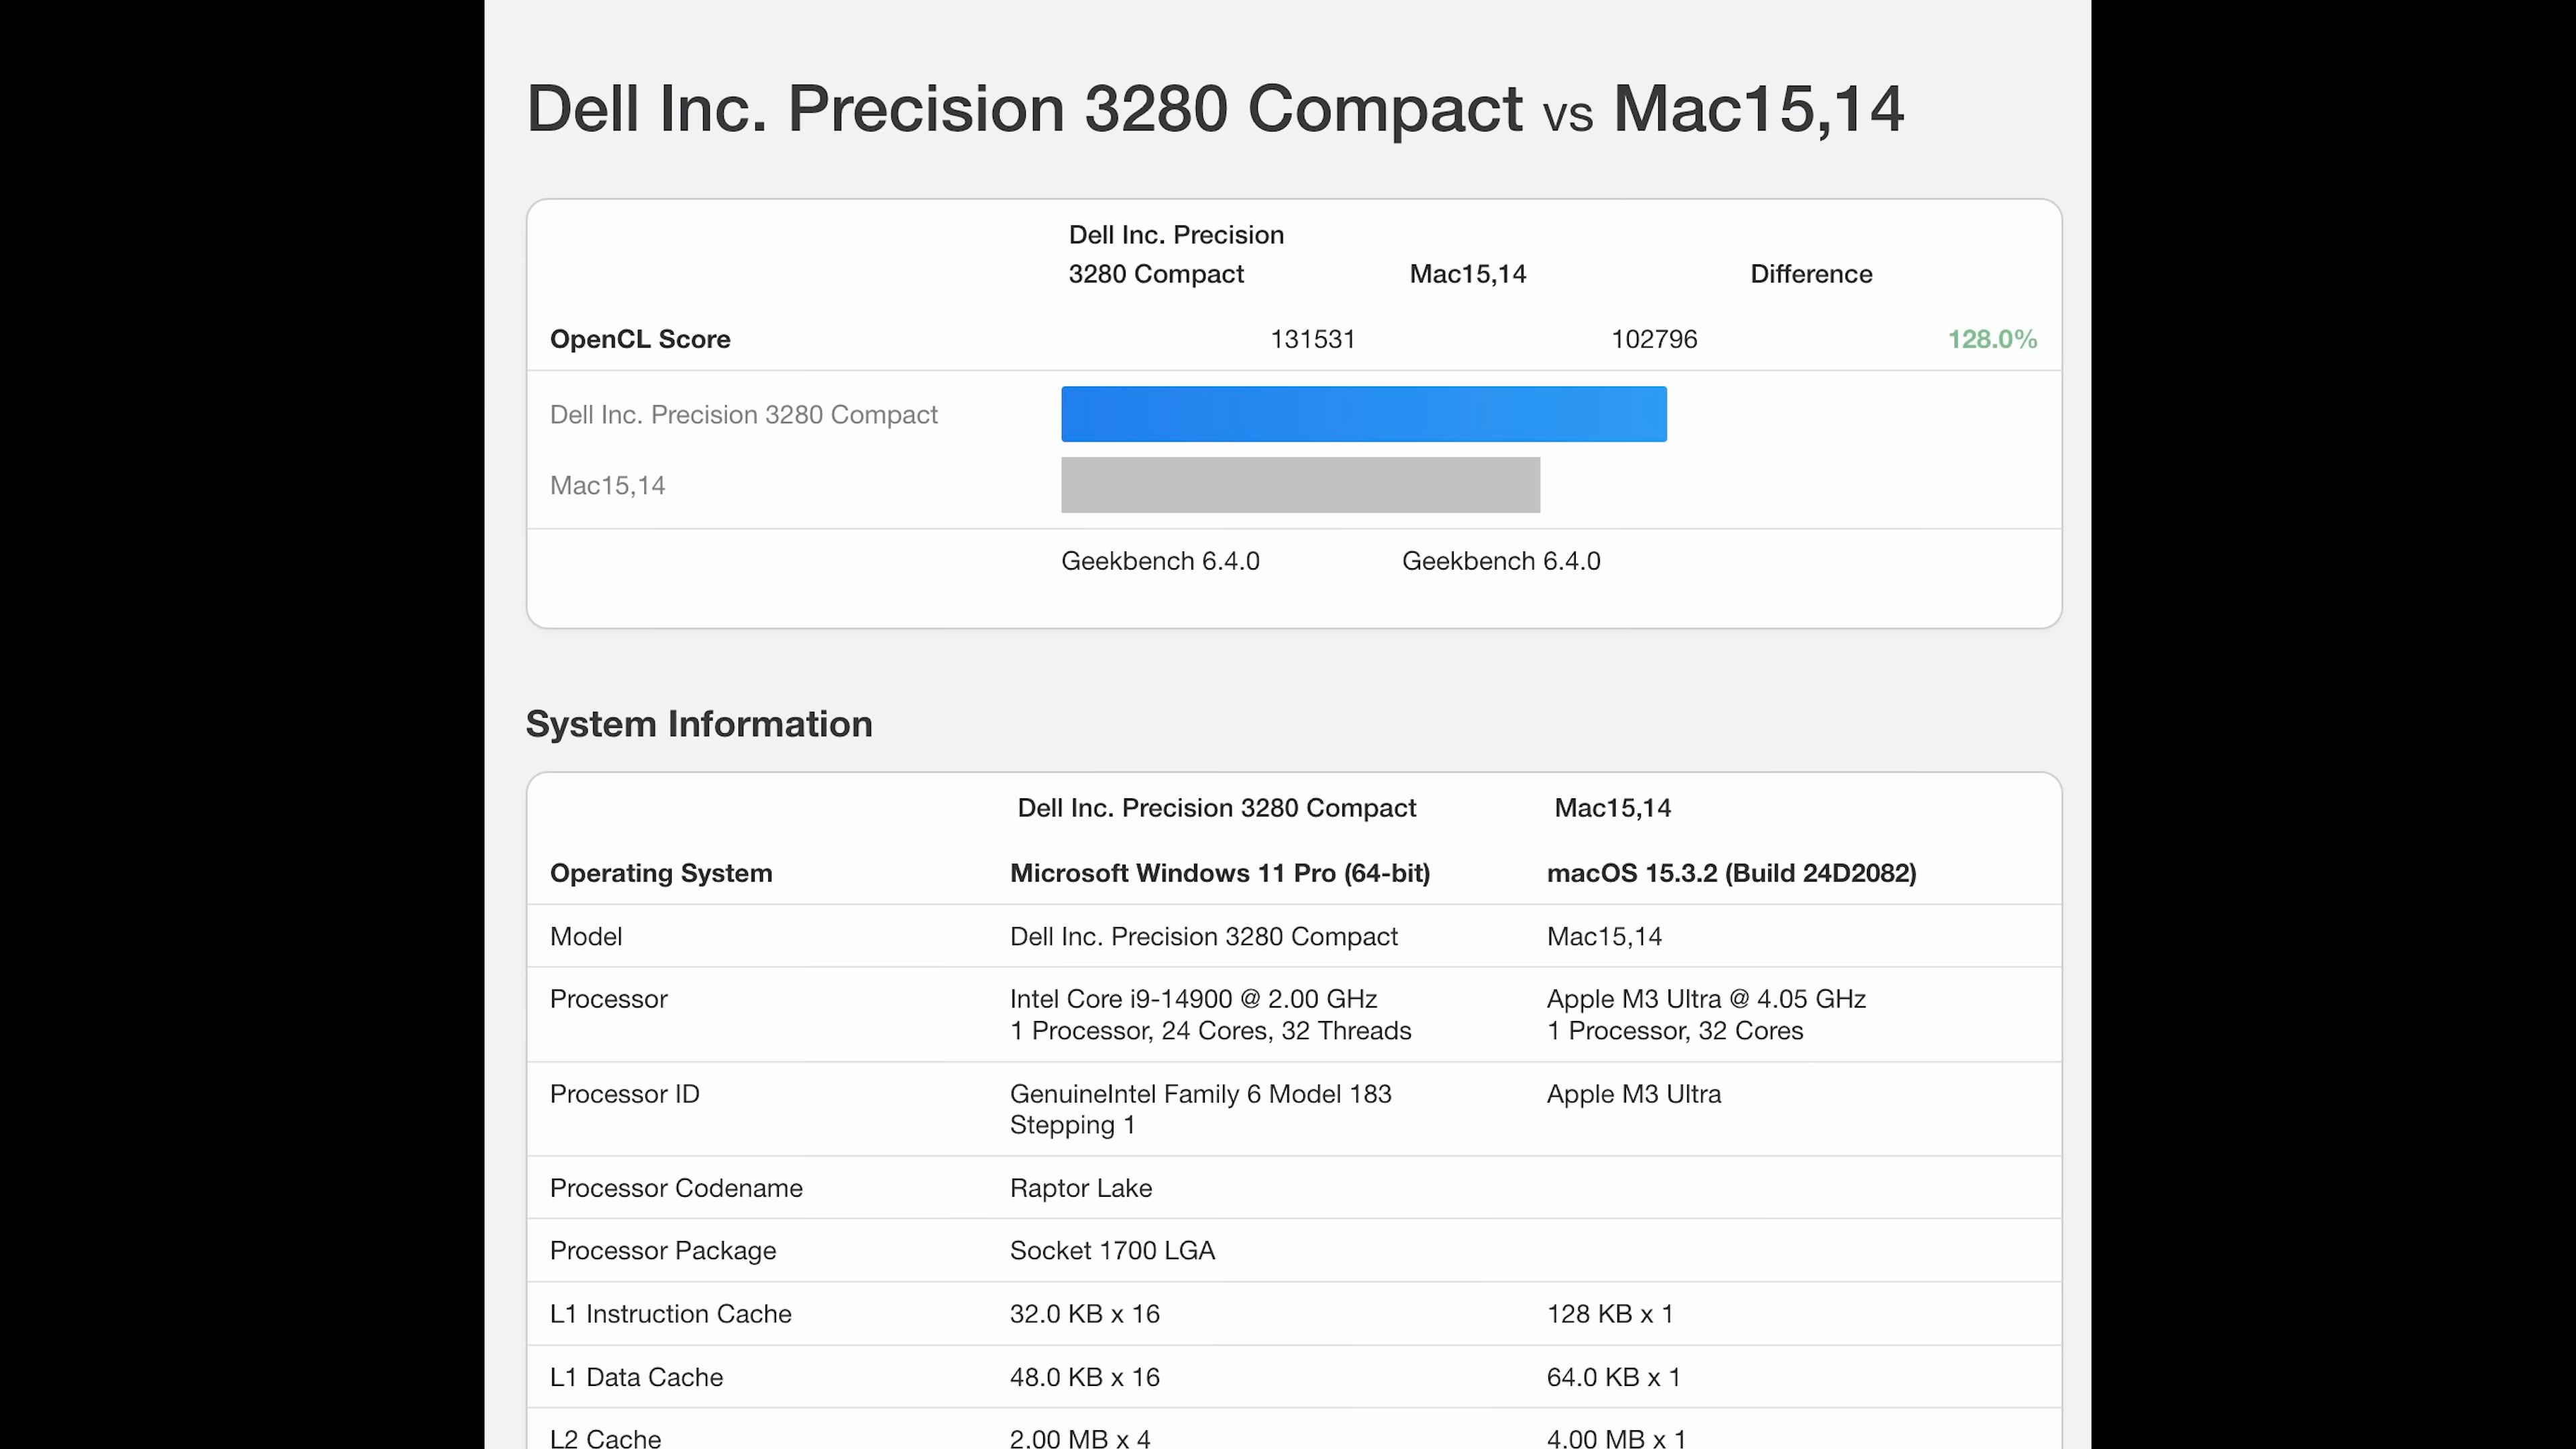 Dell Inc. Precision 3280 Compact vs Mac15,14
Dell Inc. Precision
3280 Compact Mac15,14 Difference
OpenCL Score 131531 102796 128.0%
Dell Inc. Precision 3280 Compact
Mac15,14
Geekbench 6.4.0 Geekbench 6.4.0
System Information
Dell Inc. Precision 3280 Compact Mac15,14
Operating System Microsoft Windows 11 Pro (64-bit) macOS 15.3.2 (Build 24D2082)
Model Dell Inc. Precision 3280 Compact Mac15,14
Processor Intel Core i9-14900 @ 2.00 GHz Apple M3 Ultra @ 4.05 GHz
1 Processor, 24 Cores, 32 Threads 1 Processor, 32 Cores
Processor ID GenuineIntel Family 6 Model 183 Apple M3 Ultra
Stepping 1
Processor Codename Raptor Lake
Processor Package Socket 1700 LGA
L1 Instruction Cache 32.0 KB x 16 128 KB x 1
L1 Data Cache 48.0 KB x 16 64.0 KB x 1
L2 Cache 2.00 MB x 4 4.00 MB x 1